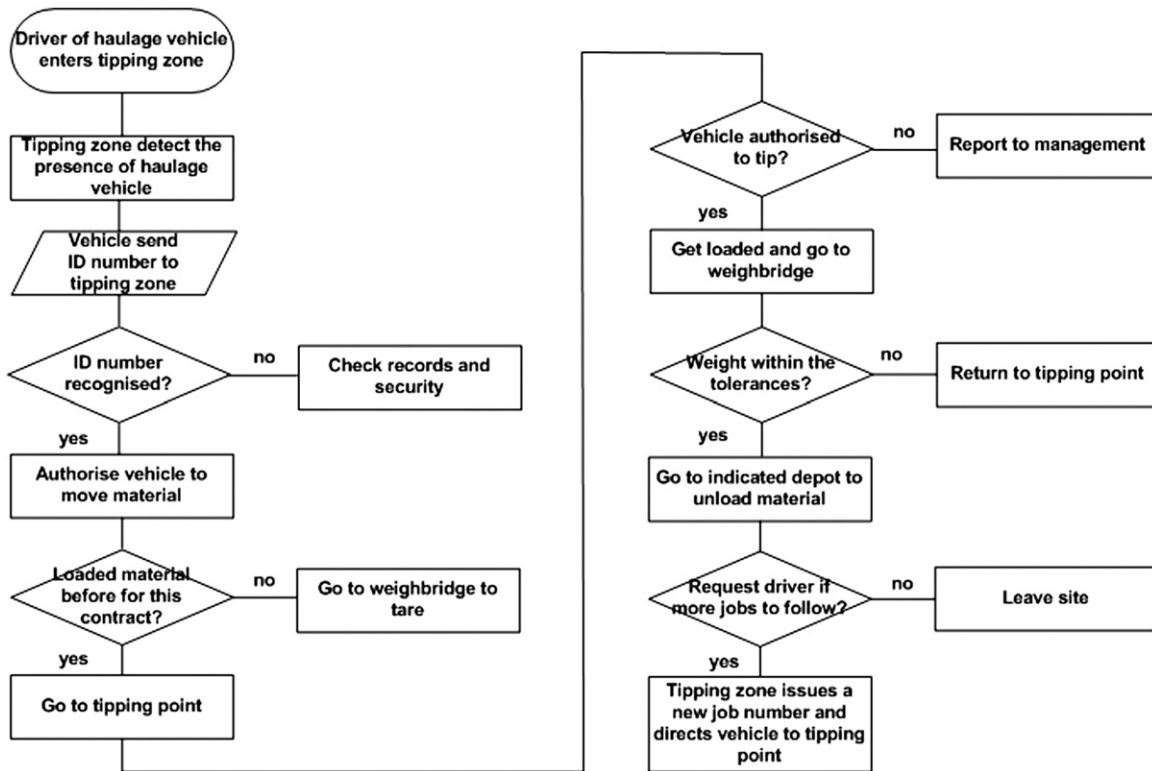 Driver of haulage vehicle
enters tipping zone
Tipping zone detect the
presence of haulage
vehicle
Vehicle send
ID number to
tipping zone
ID number
recognised?
no
Check records and
security
yes
Authorise vehicle to
move material
Loaded material
before for this
contract?
no
Go to weighbridge to
tare
yes
Go to tipping point
Vehicle authorised
to tip?
no
Report to management
yes
Get loaded and go to
weighbridge
Weight within the
tolerances?
no
Return to tipping point
yes
Go to indicated depot to
unload material
Request driver if
more jobs to follow?
no
Leave site
yes
Tipping zone issues a
new job number and
directs vehicle to tipping
point